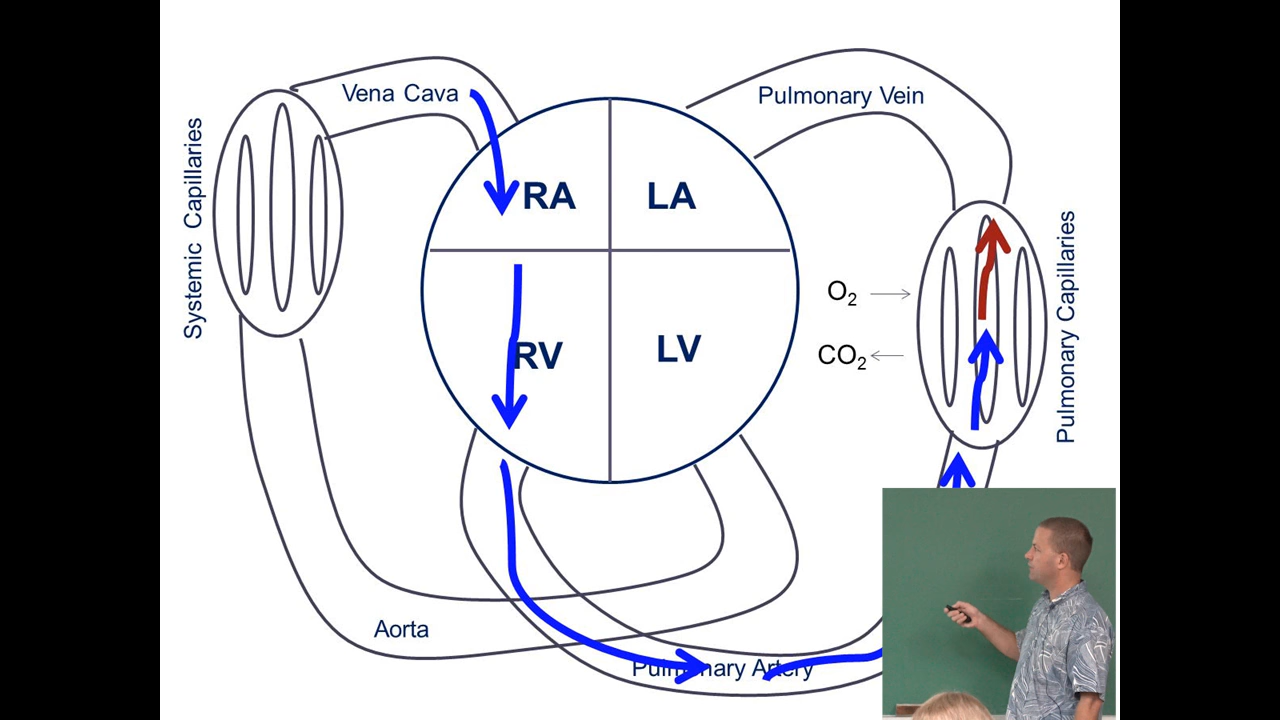 Vena Cava
Pulmonary Vein
Systemic Capillaries
RA
LA
Pulmonary Capillaries
O₂
RV
LV
CO₂
Aorta
Pulmonary Artery